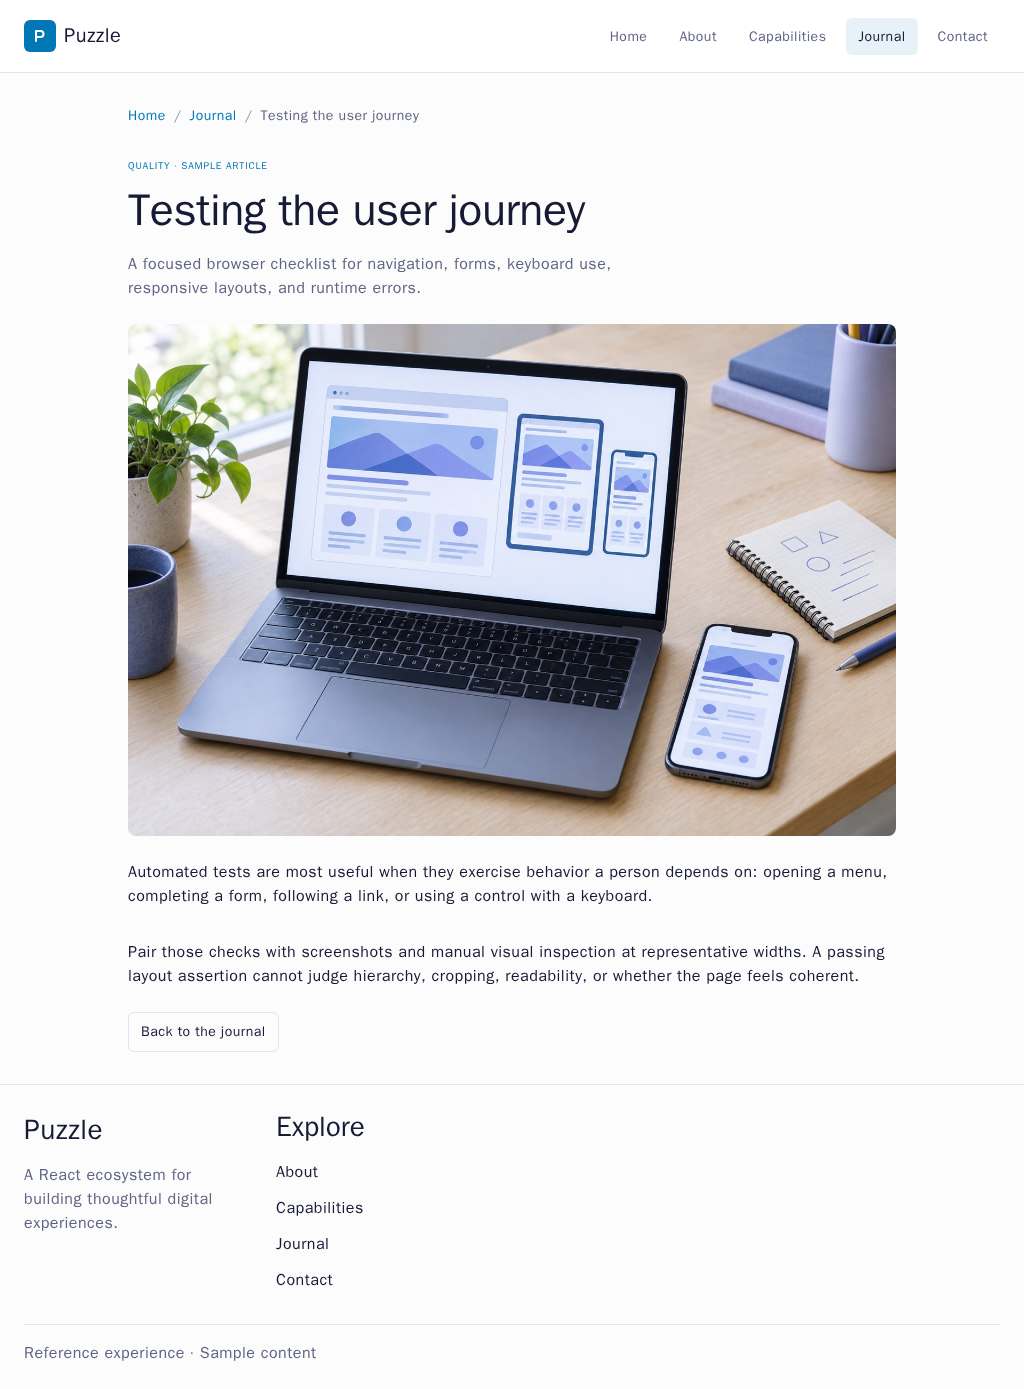 P Puzzle
Home About Capabilities Journal Contact
Home / Journal / Testing the user journey
QUALITY · SAMPLE ARTICLE
Testing the user journey
A focused browser checklist for navigation, forms, keyboard use,
responsive layouts, and runtime errors.
Automated tests are most useful when they exercise behavior a person depends on: opening a menu,
completing a form, following a link, or using a control with a keyboard.
Pair those checks with screenshots and manual visual inspection at representative widths. A passing
layout assertion cannot judge hierarchy, cropping, readability, or whether the page feels coherent.
Back to the journal
Puzzle
A React ecosystem for
building thoughtful digital
experiences.
Explore
About
Capabilities
Journal
Contact
Reference experience · Sample content